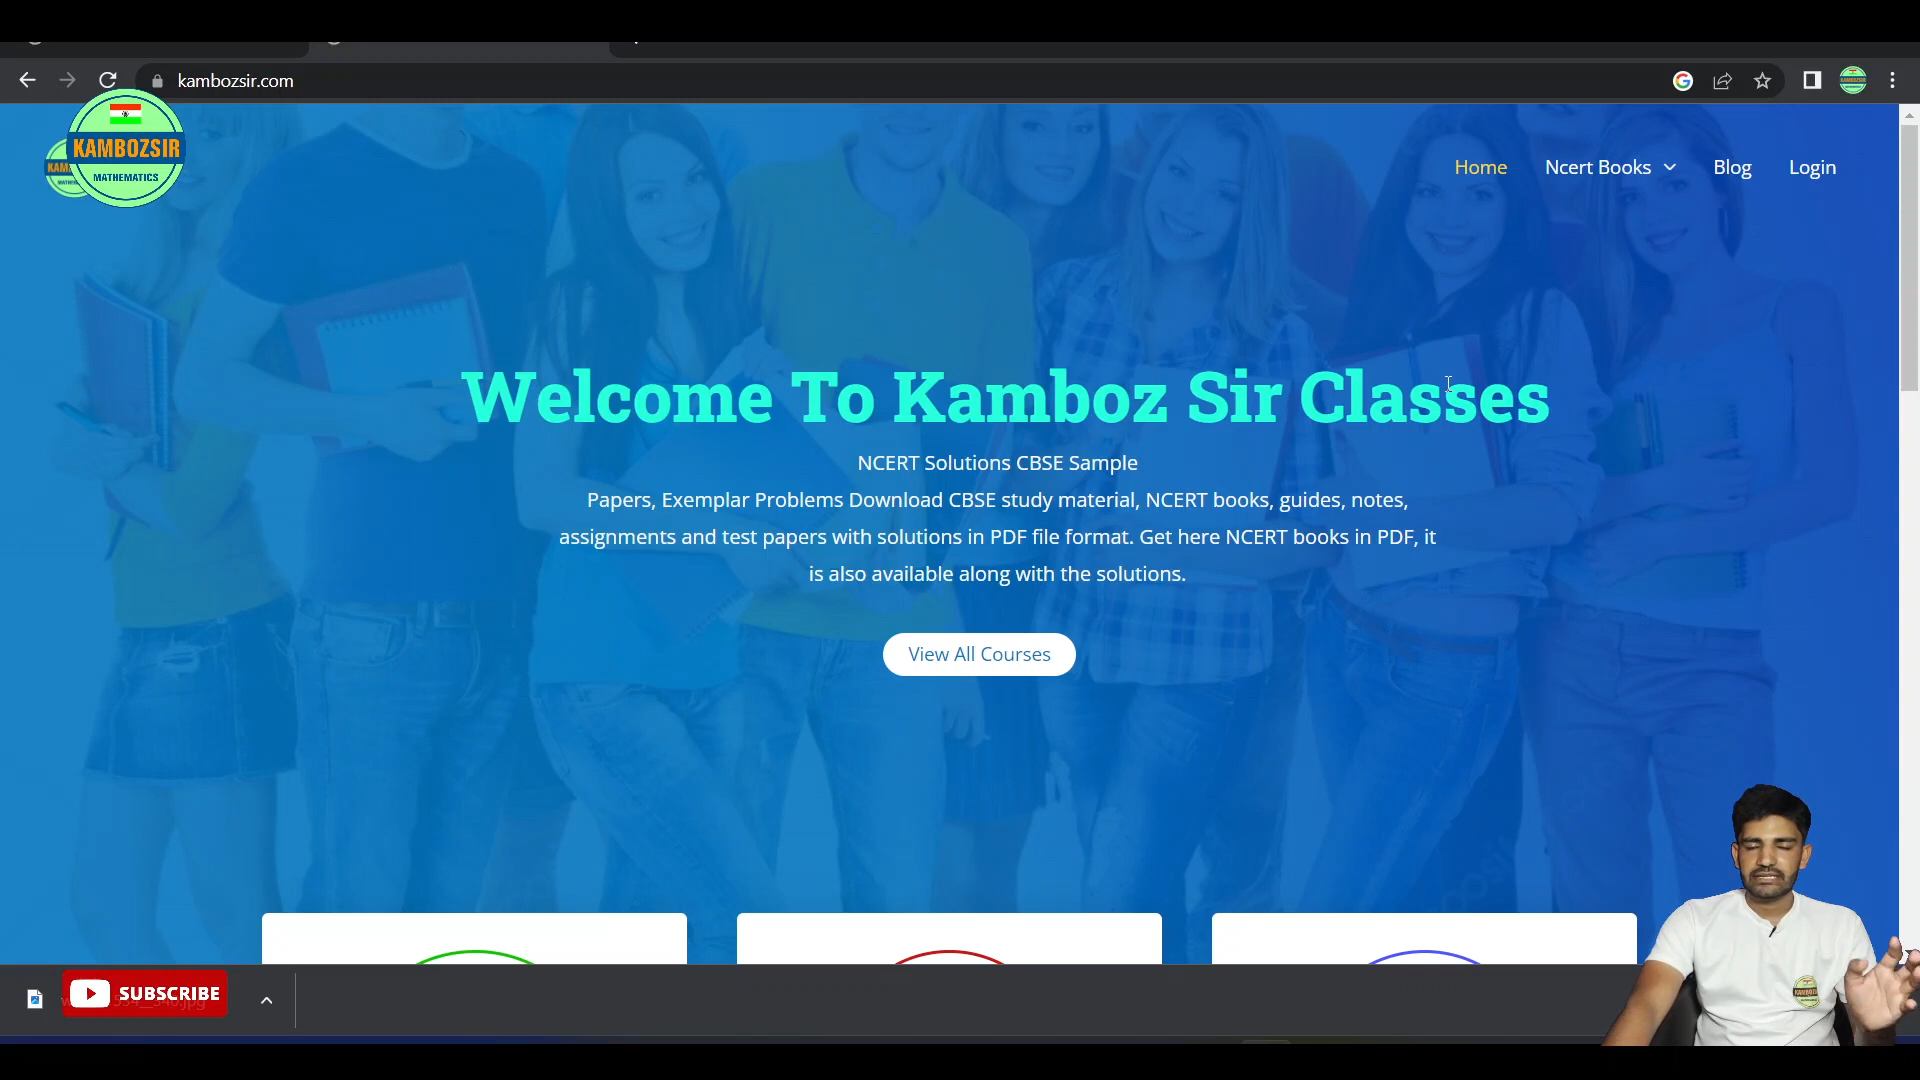 kambozsir.com
KAMBOZSIR
MATHEMATICS
Home
Ncert Books
Blog
Login
Welcome To Kamboz Sir Classes
NCERT Solutions CBSE Sample
Papers, Exemplar Problems Download CBSE study material, NCERT books, guides, notes,
assignments and test papers with solutions in PDF file format. Get here NCERT books in PDF, it
is also available along with the solutions.
View All Courses
SUBSCRIBE
KAMBOZSIR